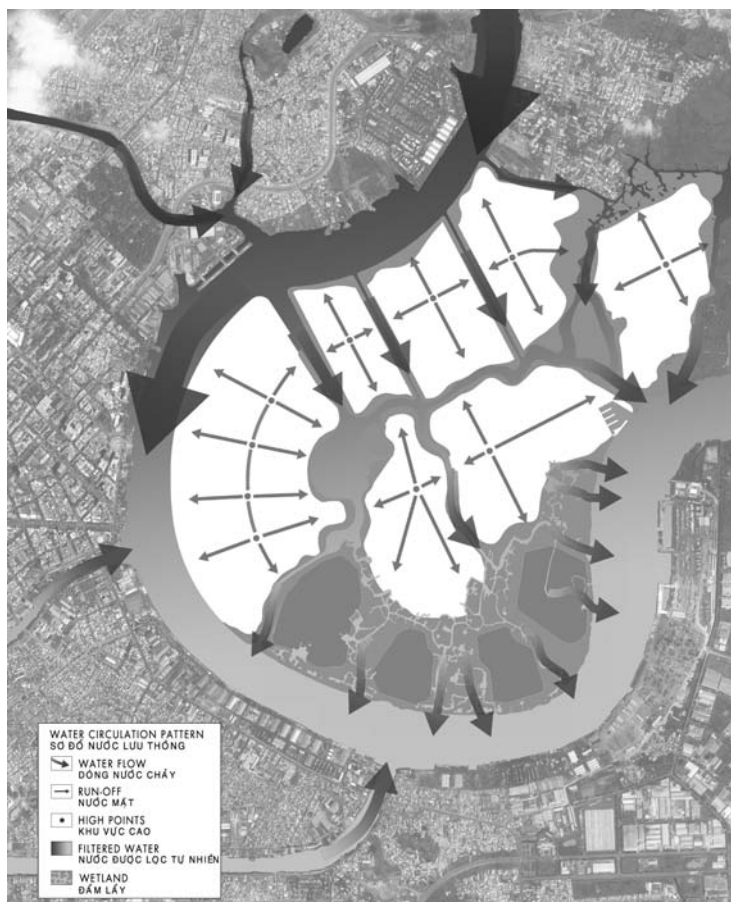 WATER CIRCULATION PATTERN
SƠ ĐỒ NƯỚC LƯU THÔNG
WATER FLOW
DÒNG NƯỚC CHẢY
RUN-OFF
NƯỚC MẶT
HIGH POINTS
KHU VỰC CAO
FILTERED WATER
NƯỚC ĐƯỢC LỌC TỰ NHIÊN
WETLAND
ĐẦM LẦY